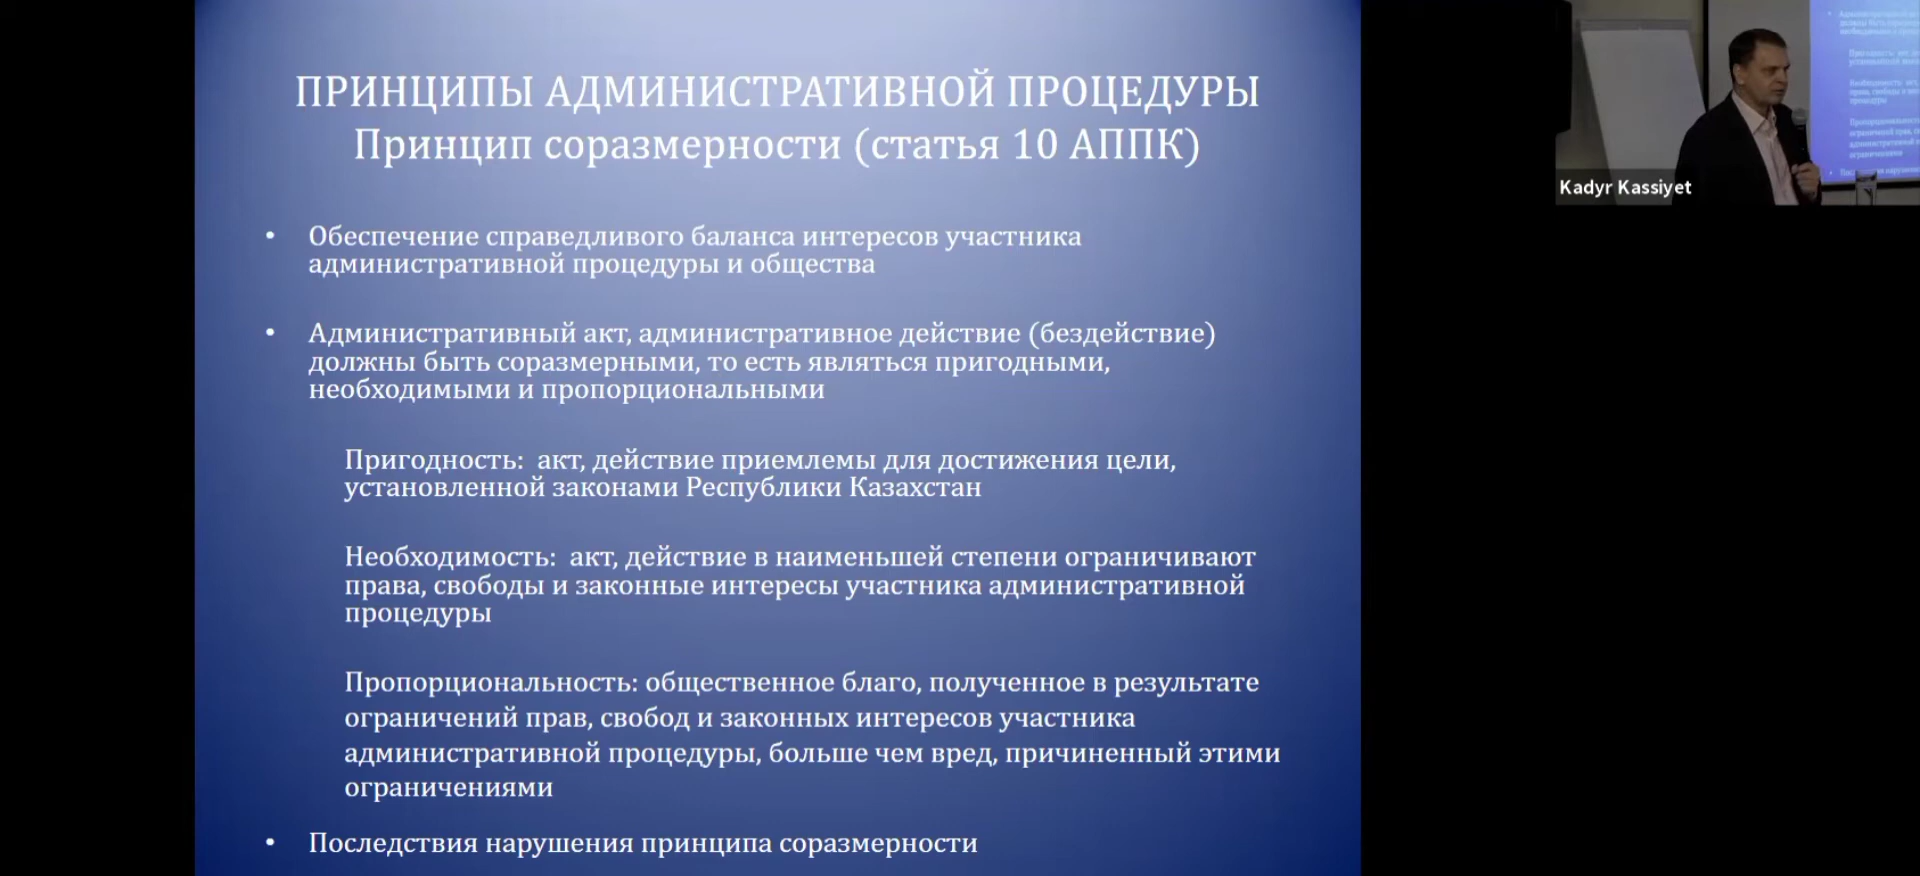 ПРИНЦИПЫ АДМИНИСТРАТИВНОЙ ПРОЦЕДУРЫ
Принцип соразмерности (статья 10 АППК)
• Обеспечение справедливого баланса интересов участника
административной процедуры и общества
• Административный акт, административное действие (бездействие)
должны быть соразмерными, то есть являться пригодными,
необходимыми и пропорциональными
Пригодность: акт, действие приемлемы для достижения цели,
установленной законами Республики Казахстан
Необходимость: акт, действие в наименьшей степени ограничивают
права, свободы и законные интересы участника административной
процедуры
Пропорциональность: общественное благо, полученное в результате
ограничений прав, свобод и законных интересов участника
административной процедуры, больше чем вред, причиненный этими
ограничениями
• Последствия нарушения принципа соразмерности
Kadyr Kassiyet